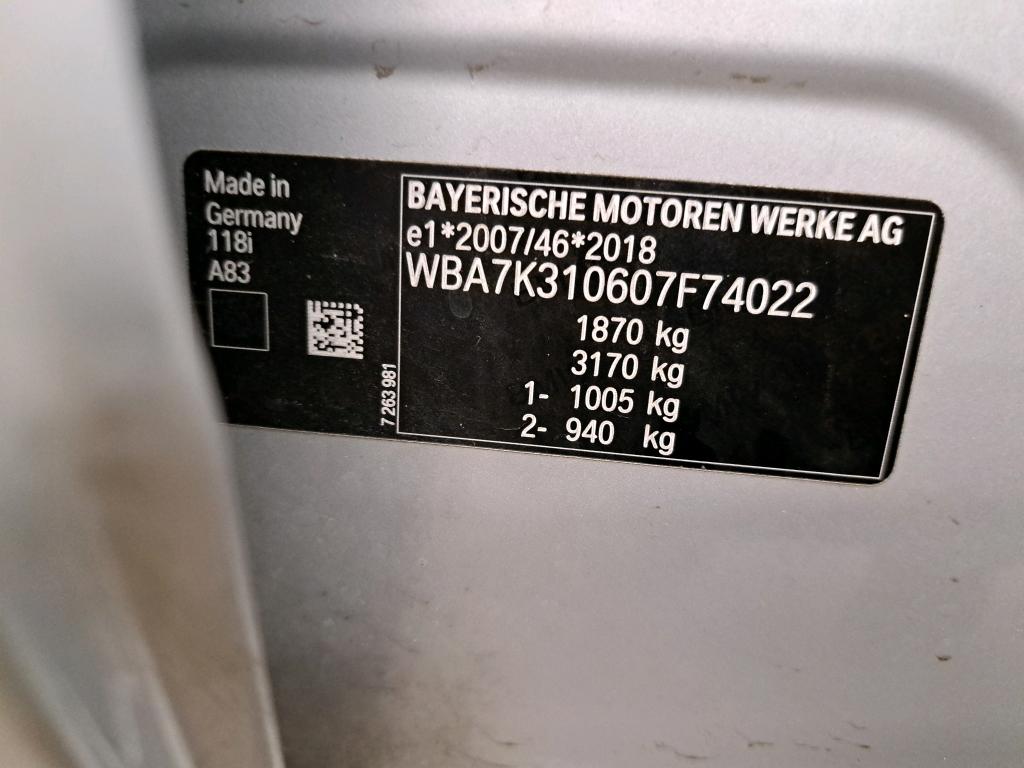 Made in
Germany
118i
A83
7 263 981
BAYERISCHE MOTOREN WERKE AG
e1*2007/46*2018
WBA7K310607F74022
1870 kg
3170 kg
1- 1005 kg
2- 940 kg